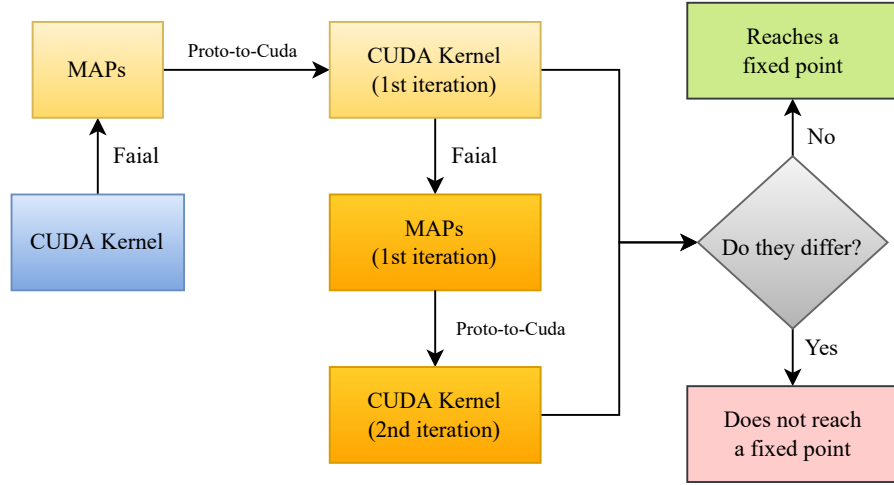 MAPs
Proto-to-Cuda
CUDA Kernel
(1st iteration)
Reaches a
fixed point
Faial
Faial
No
CUDA Kernel
MAPs
(1st iteration)
Do they differ?
Proto-to-Cuda
Yes
CUDA Kernel
(2nd iteration)
Does not reach
a fixed point